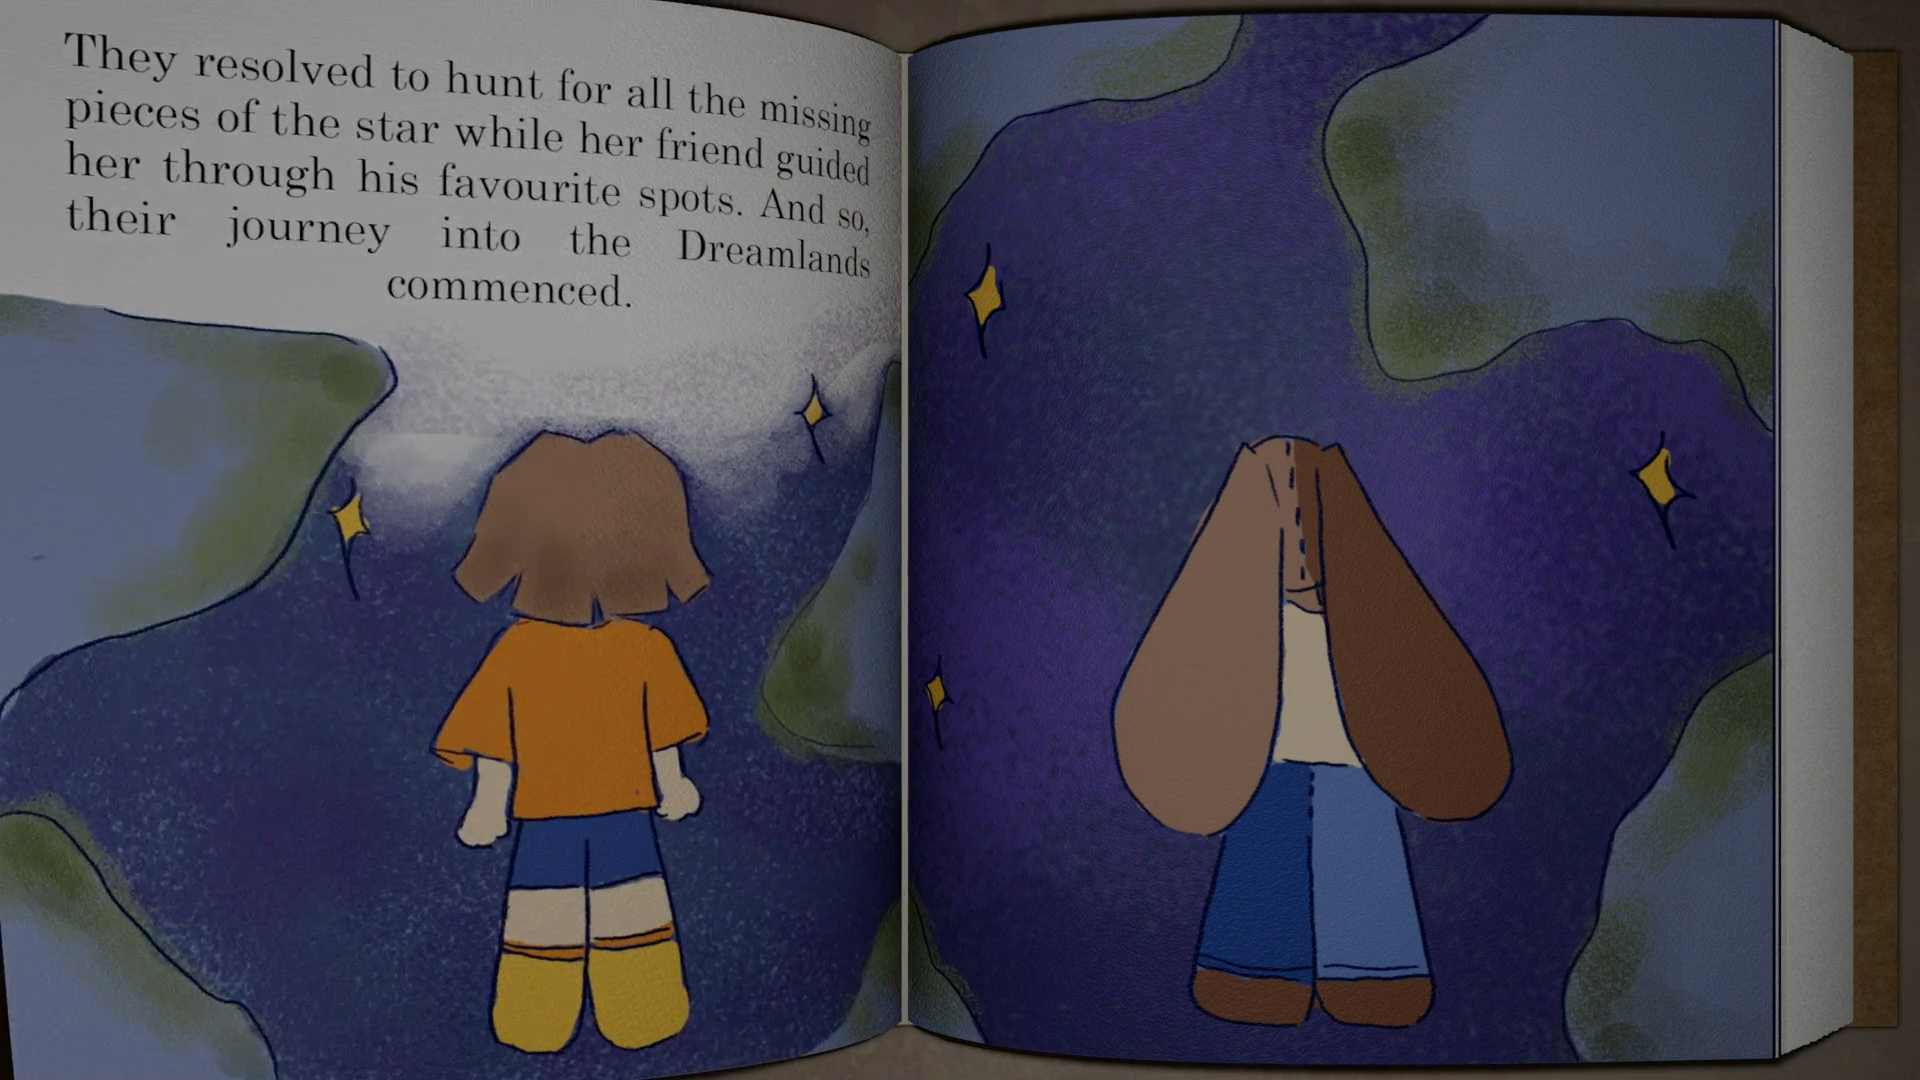 They resolved to hunt for all the missing
pieces of the star while her friend guided
her through his favourite spots. And so,
their journey into the Dreamlands
commenced.